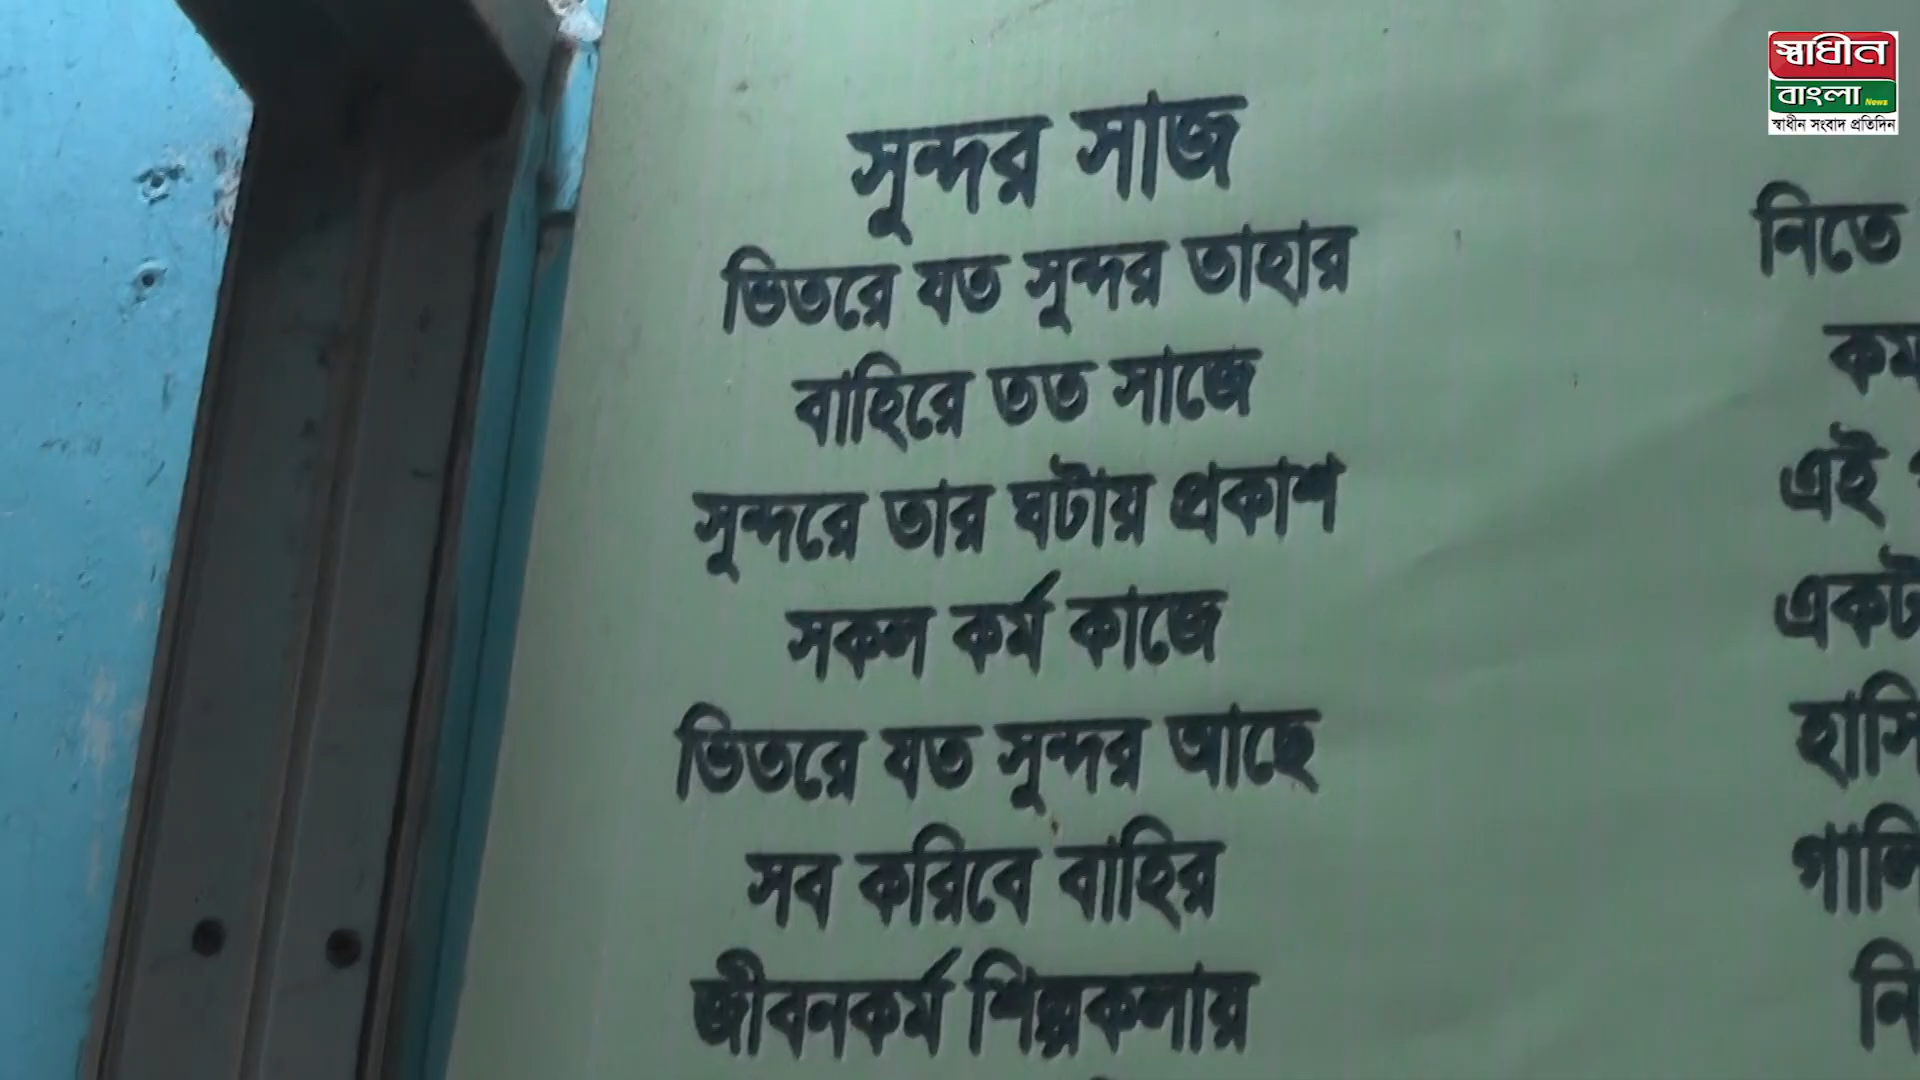 স্বাধীন
বাংলা News
স্বাধীন সংবাদ প্রতিদিন
সুন্দর সাজ
ভিতরে যত সুন্দর তাহার
বাহিরে তত সাজে
সুন্দরে তার ঘটায় প্রকাশ
সকল কর্ম কাজে
ভিতরে যত সুন্দর আছে
সব করিবে বাহির
জীবনকর্ম শিল্পকলায়
নিতে
এই